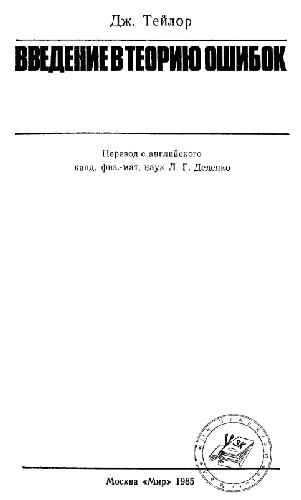 Дж. Тейлор
ВВЕДЕНИЕ В ТЕОРИЮ ОШИБОК
Перевод с английского
канд. физ.-мат. наук Л. Г. Деденко
Москва «Мир» 1985